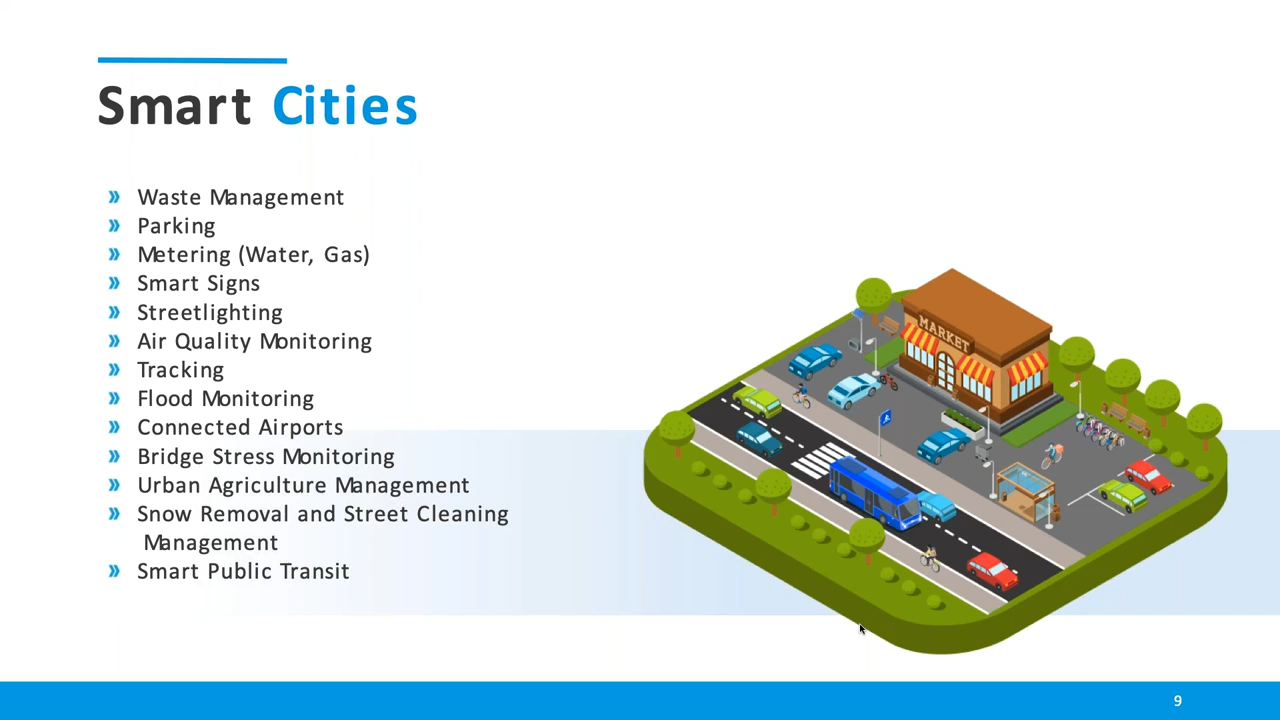 Smart Cities
» Waste Management
» Parking
» Metering (Water, Gas)
» Smart Signs
» Streetlighting
» Air Quality Monitoring
» Tracking
» Flood Monitoring
» Connected Airports
» Bridge Stress Monitoring
» Urban Agriculture Management
» Snow Removal and Street Cleaning
Management
» Smart Public Transit
MARKET
9